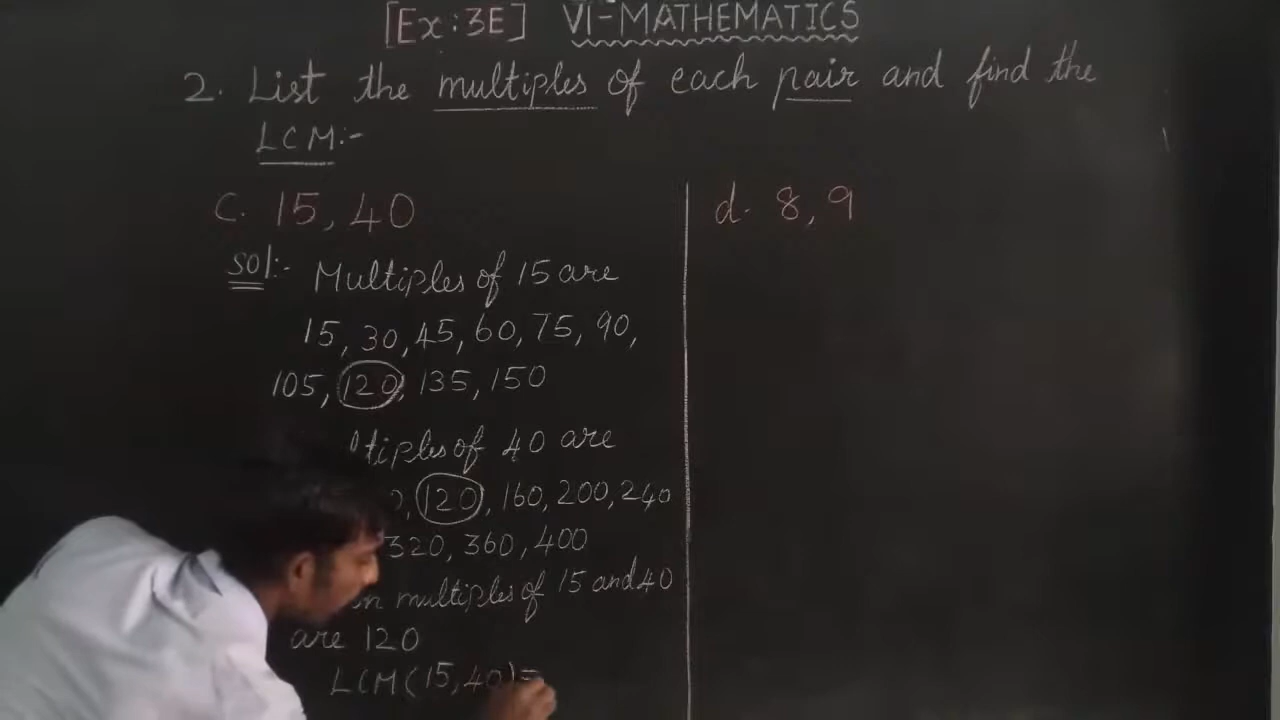 [Ex:3E] VI-MATHEMATICS
2. List the multiples of each pair and find the
LCM:-
C. 15, 40
Sol:- Multiples of 15 are
15, 30, 45, 60, 75, 90,
105, 120, 135, 150
tiples of 40 are
120, 160, 200, 240
320, 360, 400
multiples of 15 and 40
are 120
LCM(15,40)=
d. 8, 9